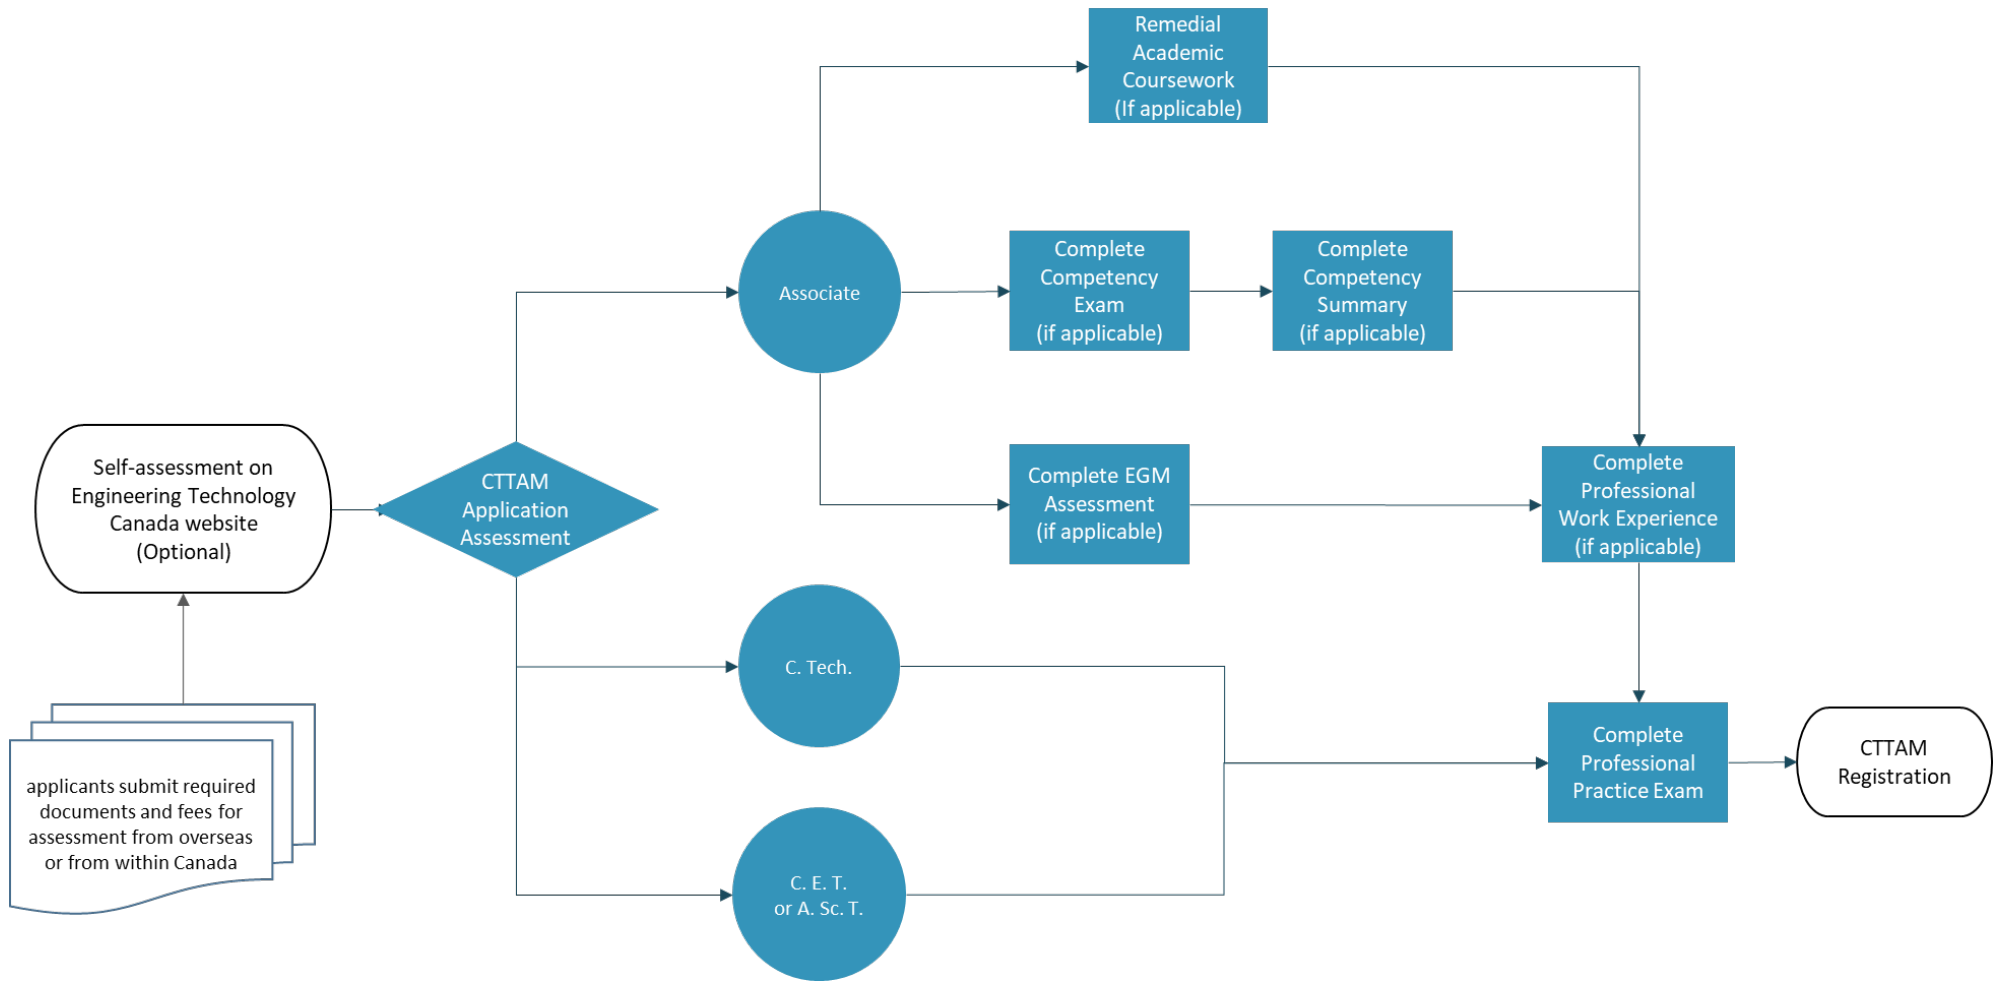 Remedial
Academic
Coursework
(If applicable)
Associate
Complete
Competency
Exam
(if applicable)
Complete
Competency
Summary
(if applicable)
Self-assessment on
Engineering Technology
Canada website
(Optional)
CTTAM
Application
Assessment
Complete EGM
Assessment
(if applicable)
Complete
Professional
Work Experience
(if applicable)
C. Tech.
applicants submit required
documents and fees for
assessment from overseas
or from within Canada
Complete
Professional
Practice Exam
CTTAM
Registration
C. E. T.
or A. Sc. T.